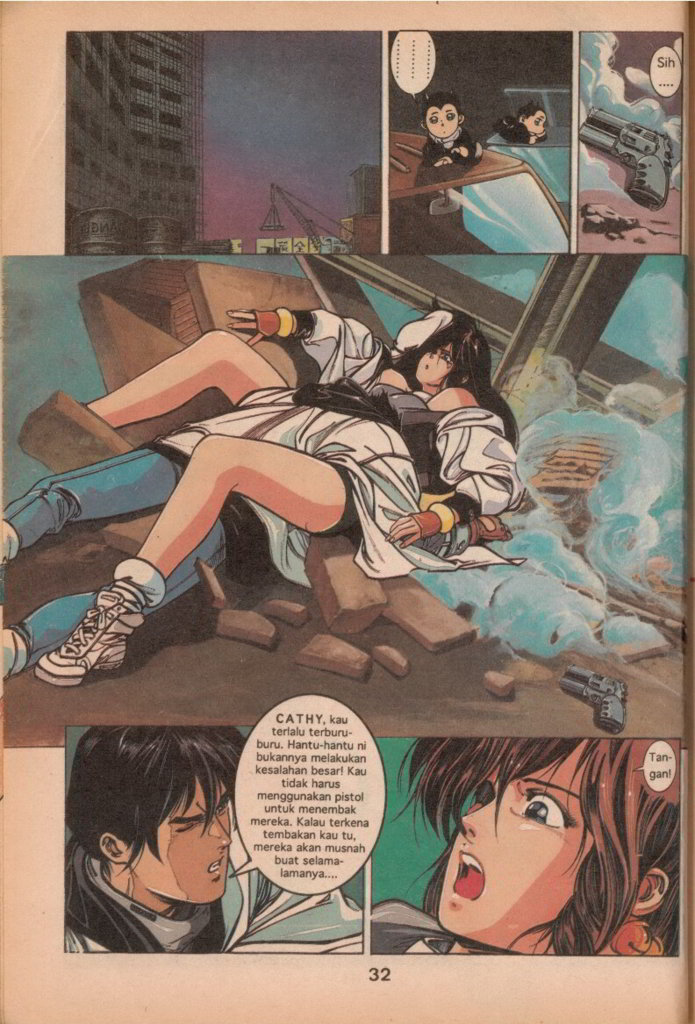 Sih
....
CATHY, kau
terlalu terburu-
buru. Hantu-hantu ni
bukannya melakukan
kesalahan besar! Kau
tidak harus
menggunakan pistol
untuk menembak
mereka. Kalau terkena
tembakan kau tu,
mereka akan musnah
buat selama-
lamanya....
Tan-
gan!
32